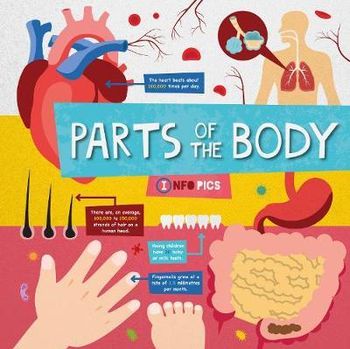 The heart beats about
100,000 times per day.
PARTS OF THE BODY
INFO PICS
There are, on average,
100,000 to 150,000
strands of hair on a
human head.
Young children
have baby
or milk teeth.
Fingernails grow at a
rate of 3.5 millimetres
per month.